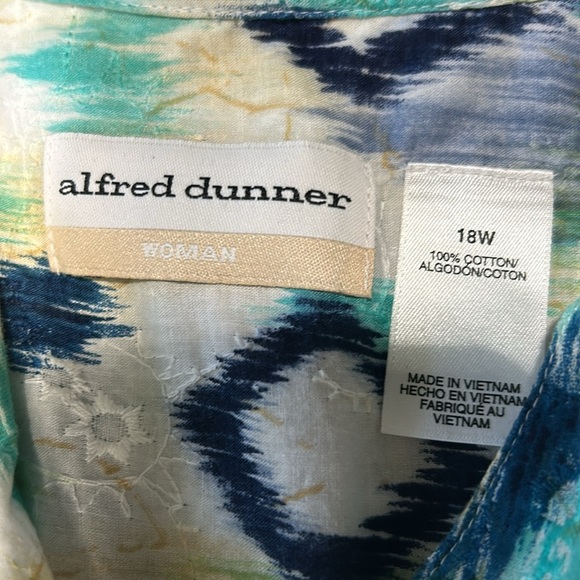 alfred dunner
WOMAN
18W
100% COTTON/
ALGODÓN/COTON
MADE IN VIETNAM
HECHO EN VIETNAM
FABRIQUÉ AU
VIETNAM